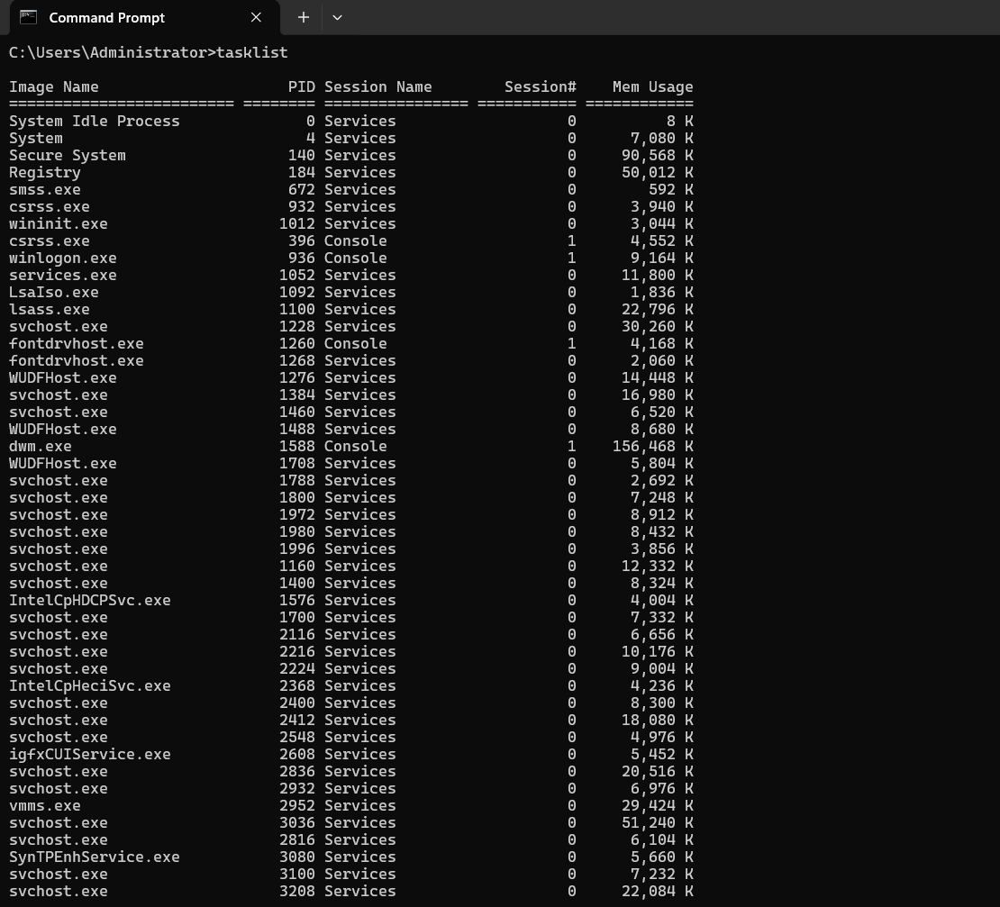 Command Prompt
C:\Users\Administrator>tasklist
Image Name                     PID Session Name        Session#    Mem Usage
========================= ======== ================ =========== ============
System Idle Process              0 Services                   0          8 K
System                           4 Services                   0      7,080 K
Secure System                  140 Services                   0     90,568 K
Registry                       184 Services                   0     50,012 K
smss.exe                       672 Services                   0        592 K
csrss.exe                      932 Services                   0      3,940 K
wininit.exe                   1012 Services                   0      3,044 K
csrss.exe                      396 Console                    1      4,552 K
winlogon.exe                   936 Console                    1      9,164 K
services.exe                  1052 Services                   0     11,800 K
LsaIso.exe                    1092 Services                   0      1,836 K
lsass.exe                     1100 Services                   0     22,796 K
svchost.exe                   1228 Services                   0     30,260 K
fontdrvhost.exe               1260 Console                    1      4,168 K
fontdrvhost.exe               1268 Services                   0      2,060 K
WUDFHost.exe                  1276 Services                   0     14,448 K
svchost.exe                   1384 Services                   0     16,980 K
svchost.exe                   1460 Services                   0      6,520 K
WUDFHost.exe                  1488 Services                   0      8,680 K
dwm.exe                       1588 Console                    1    156,468 K
WUDFHost.exe                  1708 Services                   0      5,804 K
svchost.exe                   1788 Services                   0      2,692 K
svchost.exe                   1800 Services                   0      7,248 K
svchost.exe                   1972 Services                   0      8,912 K
svchost.exe                   1980 Services                   0      8,432 K
svchost.exe                   1996 Services                   0      3,856 K
svchost.exe                   1160 Services                   0     12,332 K
svchost.exe                   1400 Services                   0      8,324 K
IntelCpHDCPSvc.exe            1576 Services                   0      4,004 K
svchost.exe                   1700 Services                   0      7,332 K
svchost.exe                   2116 Services                   0      6,656 K
svchost.exe                   2216 Services                   0     10,176 K
svchost.exe                   2224 Services                   0      9,004 K
IntelCpHeciSvc.exe            2368 Services                   0      4,236 K
svchost.exe                   2400 Services                   0      8,300 K
svchost.exe                   2412 Services                   0     18,080 K
svchost.exe                   2548 Services                   0      4,976 K
igfxCUIService.exe            2608 Services                   0      5,452 K
svchost.exe                   2836 Services                   0     20,516 K
svchost.exe                   2932 Services                   0      6,976 K
vmms.exe                      2952 Services                   0     29,424 K
svchost.exe                   3036 Services                   0     51,240 K
svchost.exe                   2816 Services                   0      6,104 K
SynTPEnhService.exe           3080 Services                   0      5,660 K
svchost.exe                   3100 Services                   0      7,232 K
svchost.exe                   3208 Services                   0     22,084 K